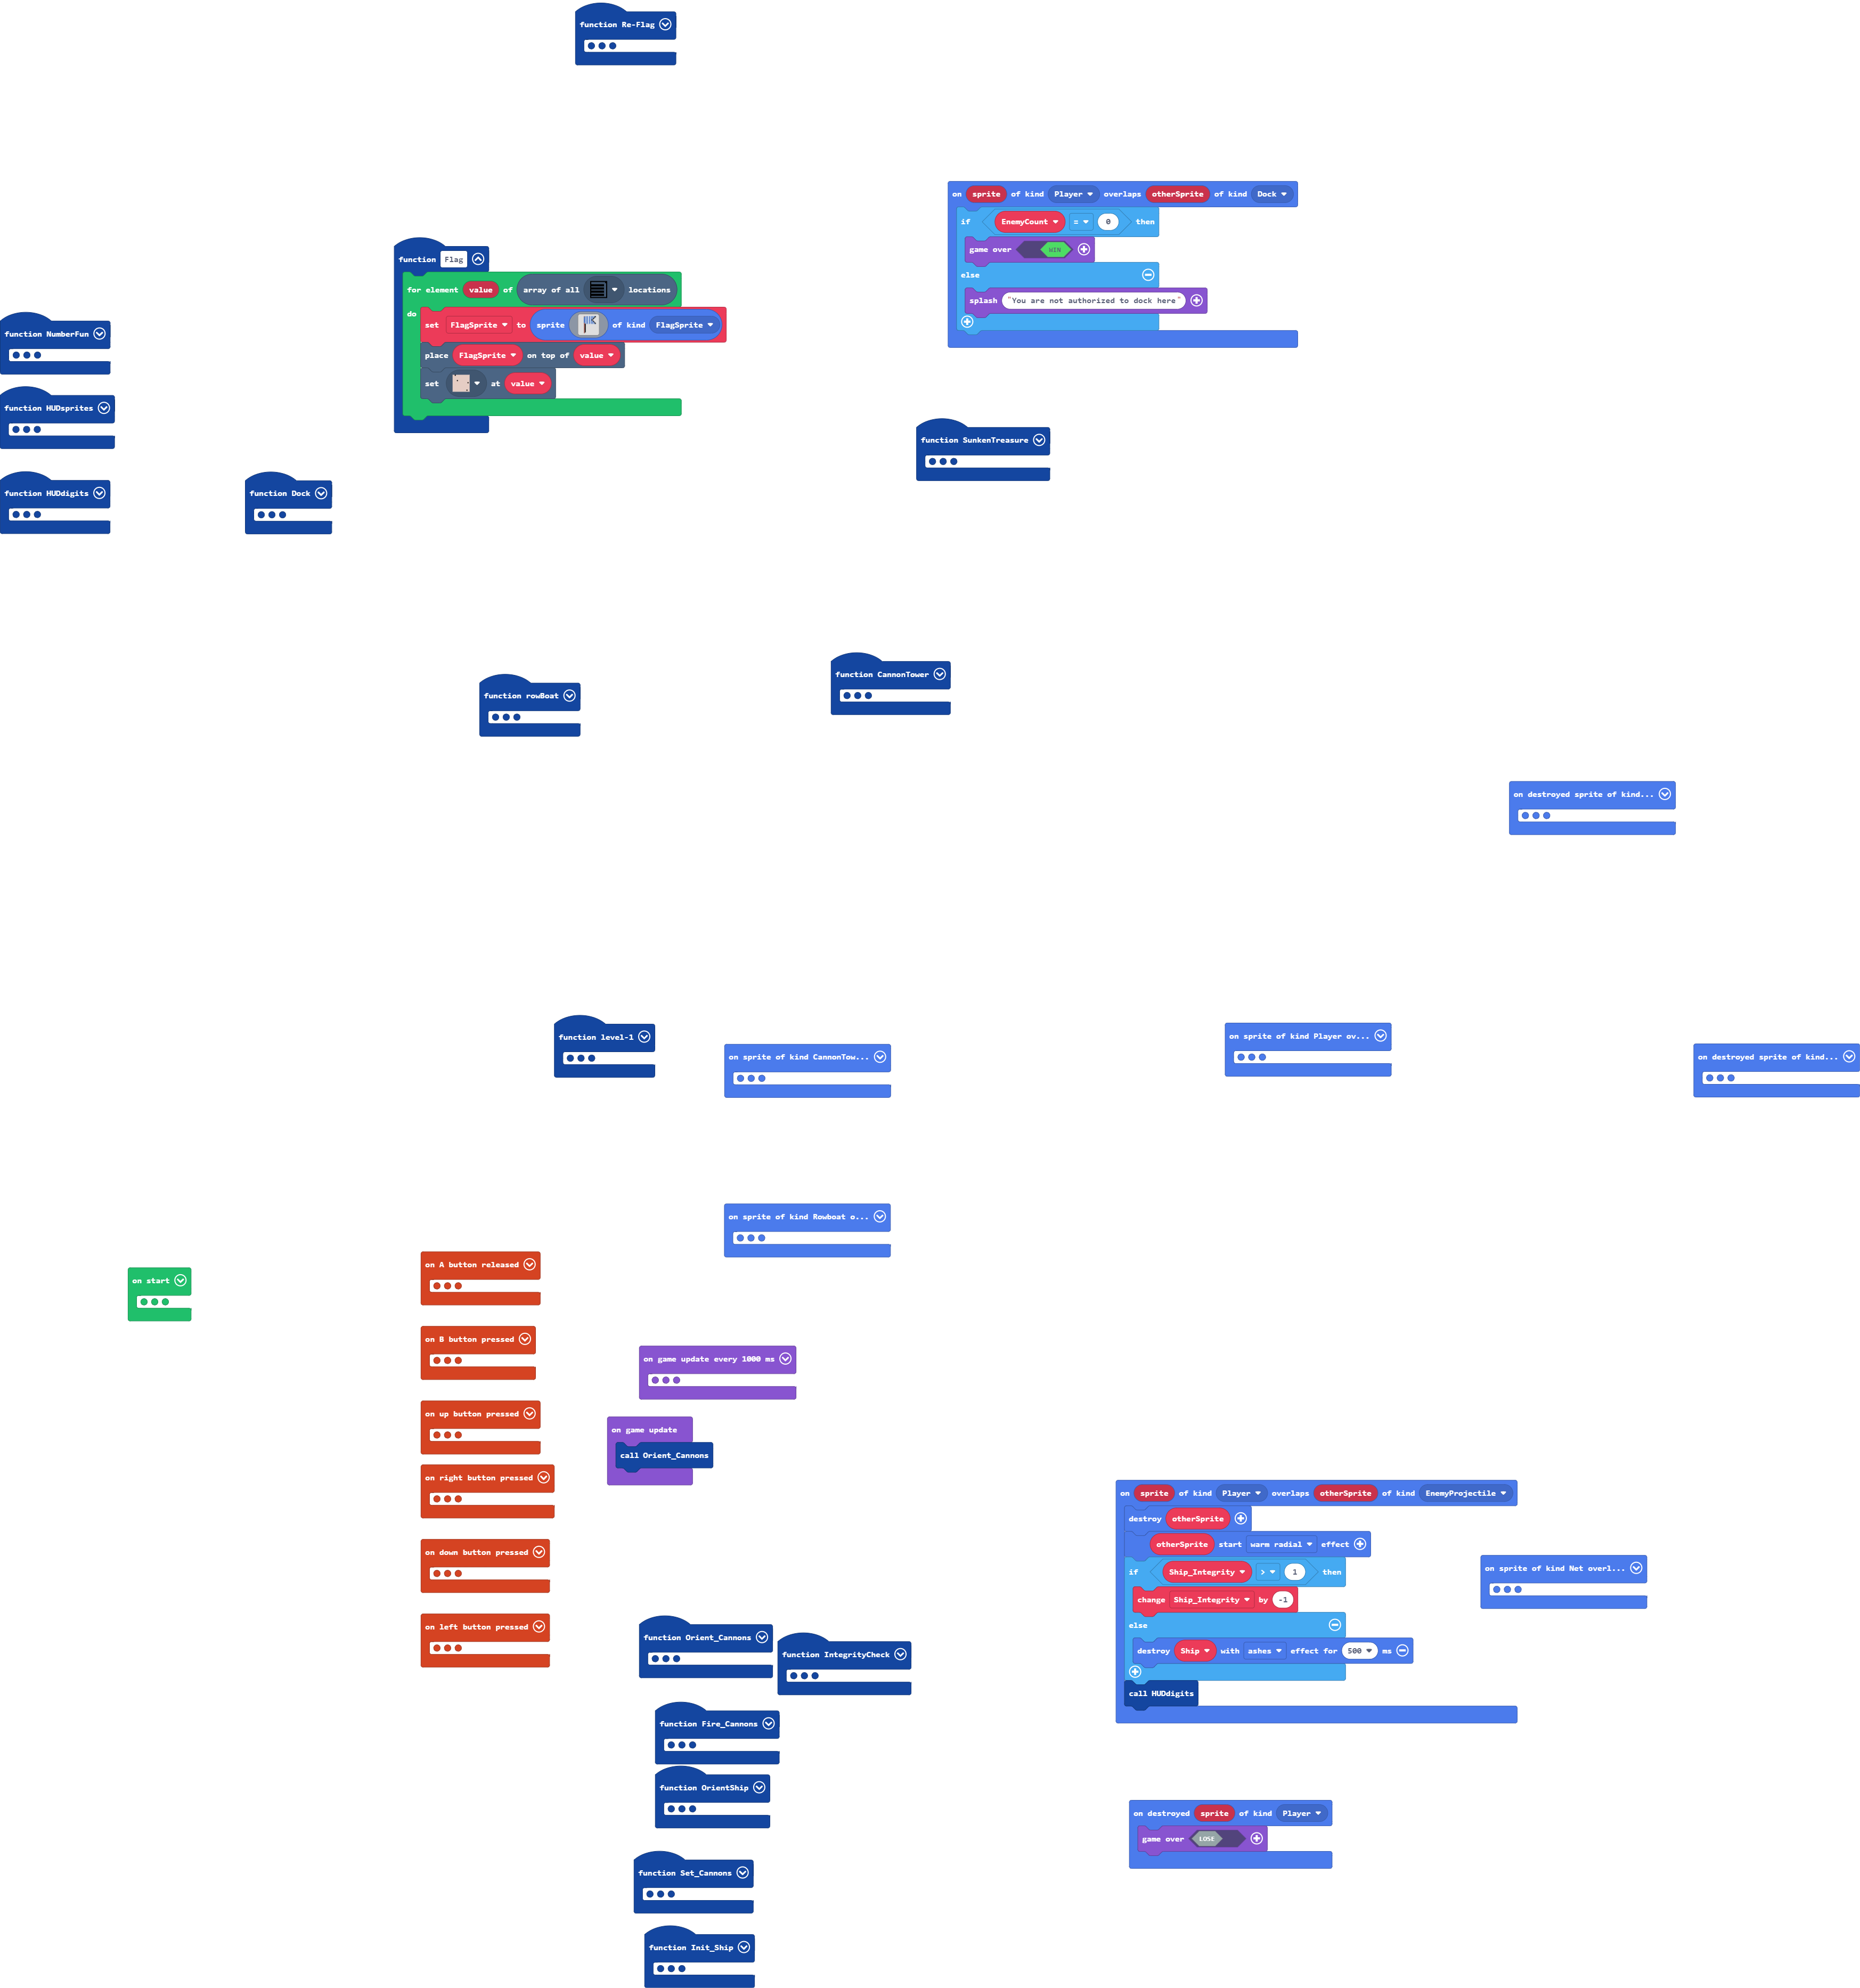 function Re-Flag
on sprite of kind Player overlaps otherSprite of kind Dock
if EnemyCount = 0 then
game over WIN
else
splash "You are not authorized to dock here"
function Flag
for element value of array of all locations
do
set FlagSprite to sprite of kind FlagSprite
place FlagSprite on top of value
set at value
function NumberFun
function HUDsprites
function HUDdigits
function Dock
function SunkenTreasure
function rowBoat
function CannonTower
on destroyed sprite of kind...
function level-1
on sprite of kind CannonTow...
on sprite of kind Player ov...
on destroyed sprite of kind...
on sprite of kind Rowboat o...
on start
on A button released
on B button pressed
on up button pressed
on right button pressed
on down button pressed
on left button pressed
on game update every 1000 ms
on game update
call Orient_Cannons
on sprite of kind Player overlaps otherSprite of kind EnemyProjectile
destroy otherSprite
otherSprite start warm radial effect
if Ship_Integrity > 1 then
change Ship_Integrity by -1
else
destroy Ship with ashes effect for 500 ms
call HUDdigits
on sprite of kind Net overl...
function Orient_Cannons
function IntegrityCheck
function Fire_Cannons
function OrientShip
function Set_Cannons
function Init_Ship
on destroyed sprite of kind Player
game over LOSE